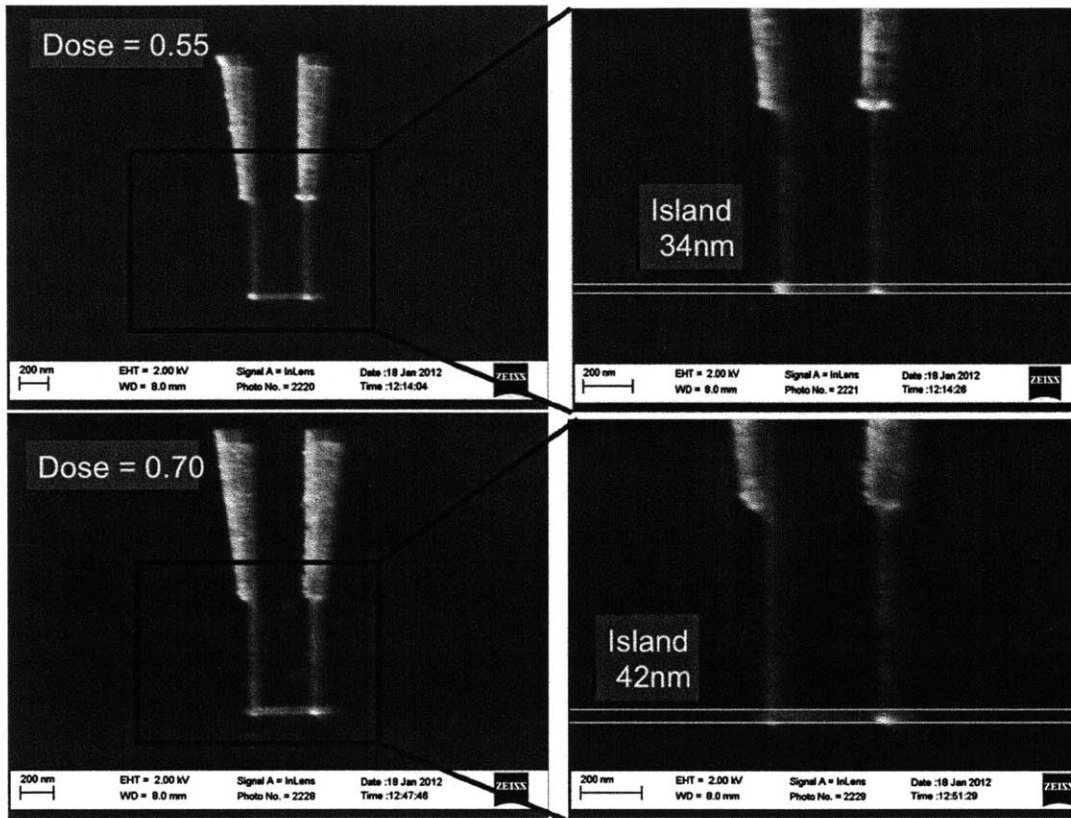 Dose = 0.55
200 nm
EHT = 2.00 kV
WD = 8.0 mm
Signal A = InLens
Photo No. = 2220
Date :18 Jan 2012
Time :12:14:04
ZEISS
Island
34nm
200 nm
EHT = 2.00 kV
WD = 8.0 mm
Signal A = InLens
Photo No. = 2221
Date :18 Jan 2012
Time :12:14:26
ZEISS
Dose = 0.70
200 nm
EHT = 2.00 kV
WD = 8.0 mm
Signal A = InLens
Photo No. = 2228
Date :18 Jan 2012
Time :12:47:46
ZEISS
Island
42nm
200 nm
EHT = 2.00 kV
WD = 8.0 mm
Signal A = InLens
Photo No. = 2229
Date :18 Jan 2012
Time :12:51:29
ZEISS